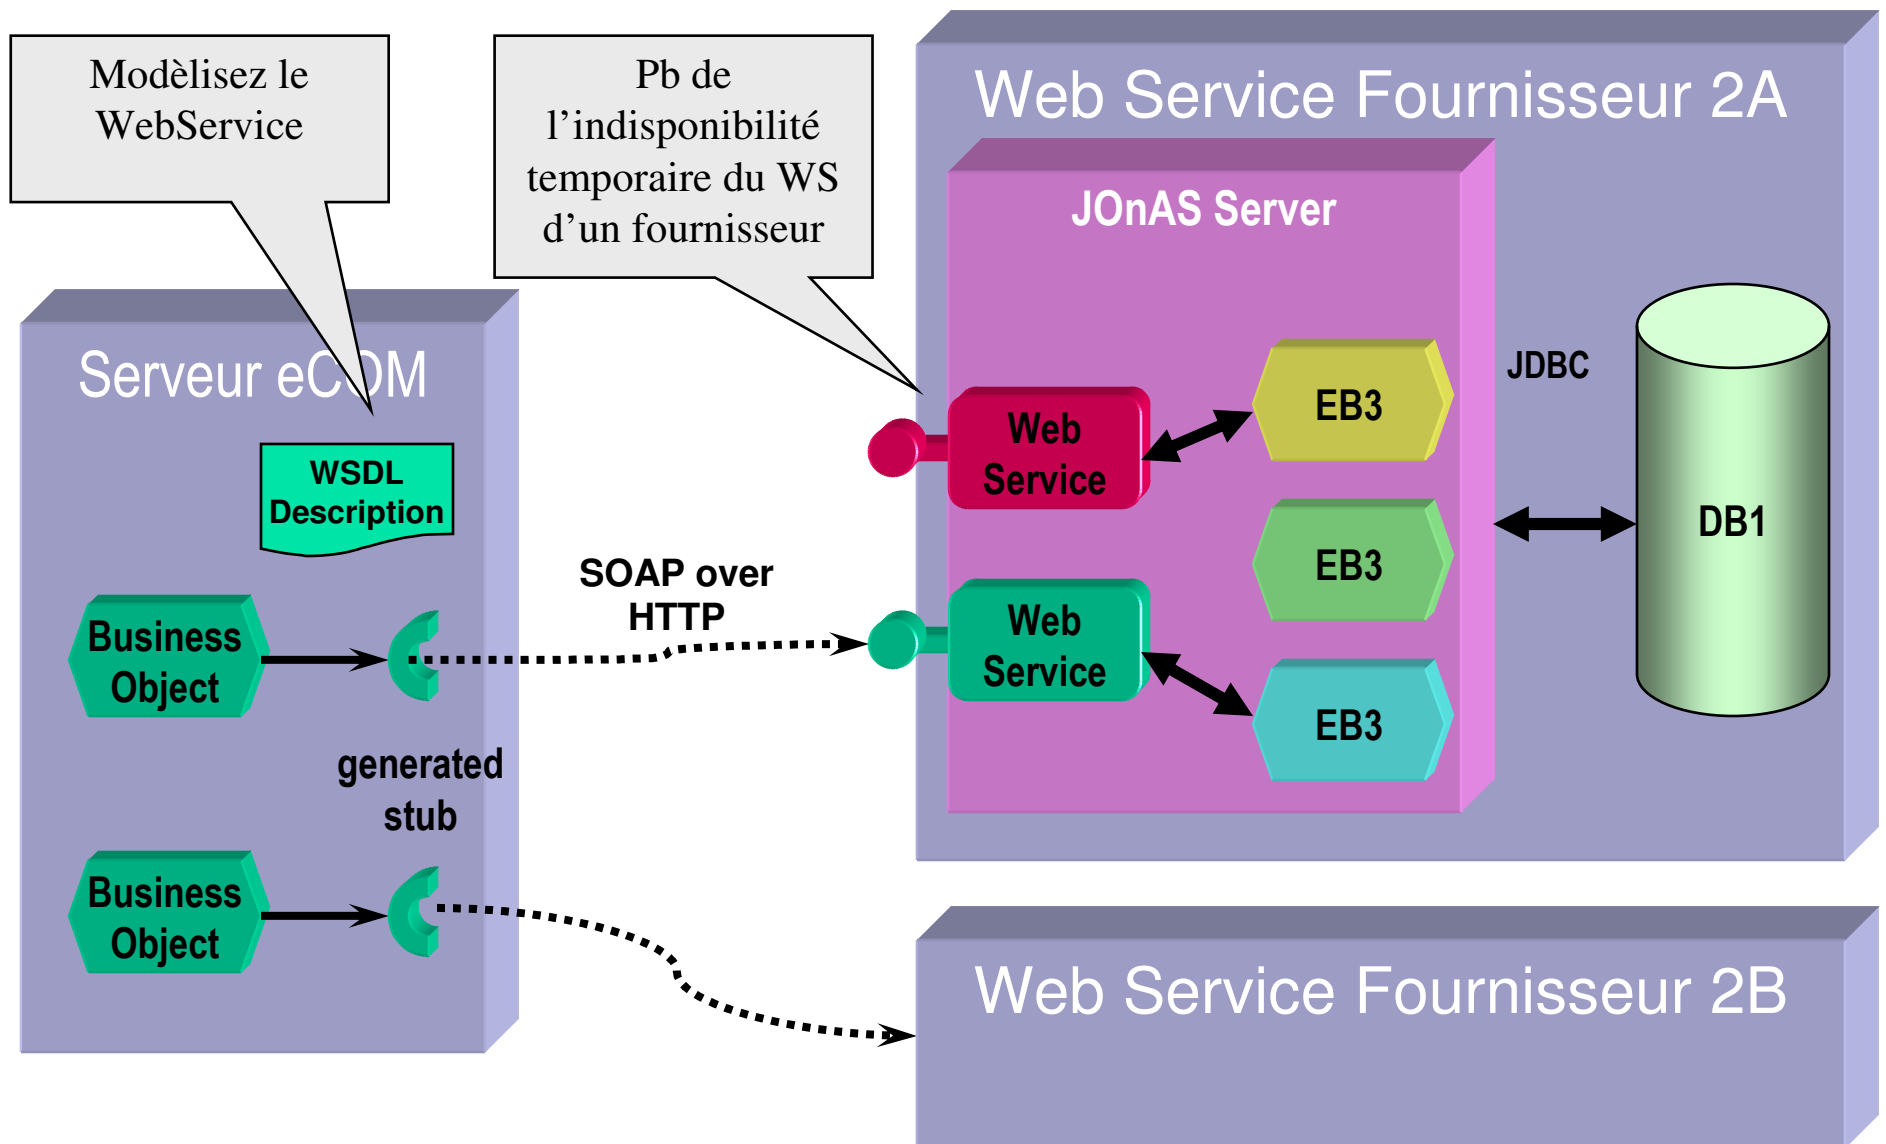 Modèlisez le
WebService
Pb de
l’indisponibilité
temporaire du WS
d’un fournisseur
Web Service Fournisseur 2A
JOnAS Server
Serveur eCOM
WSDL
Description
Web
Service
EB3
JDBC
DB1
EB3
SOAP over
HTTP
Business
Object
Web
Service
EB3
generated
stub
Business
Object
Web Service Fournisseur 2B